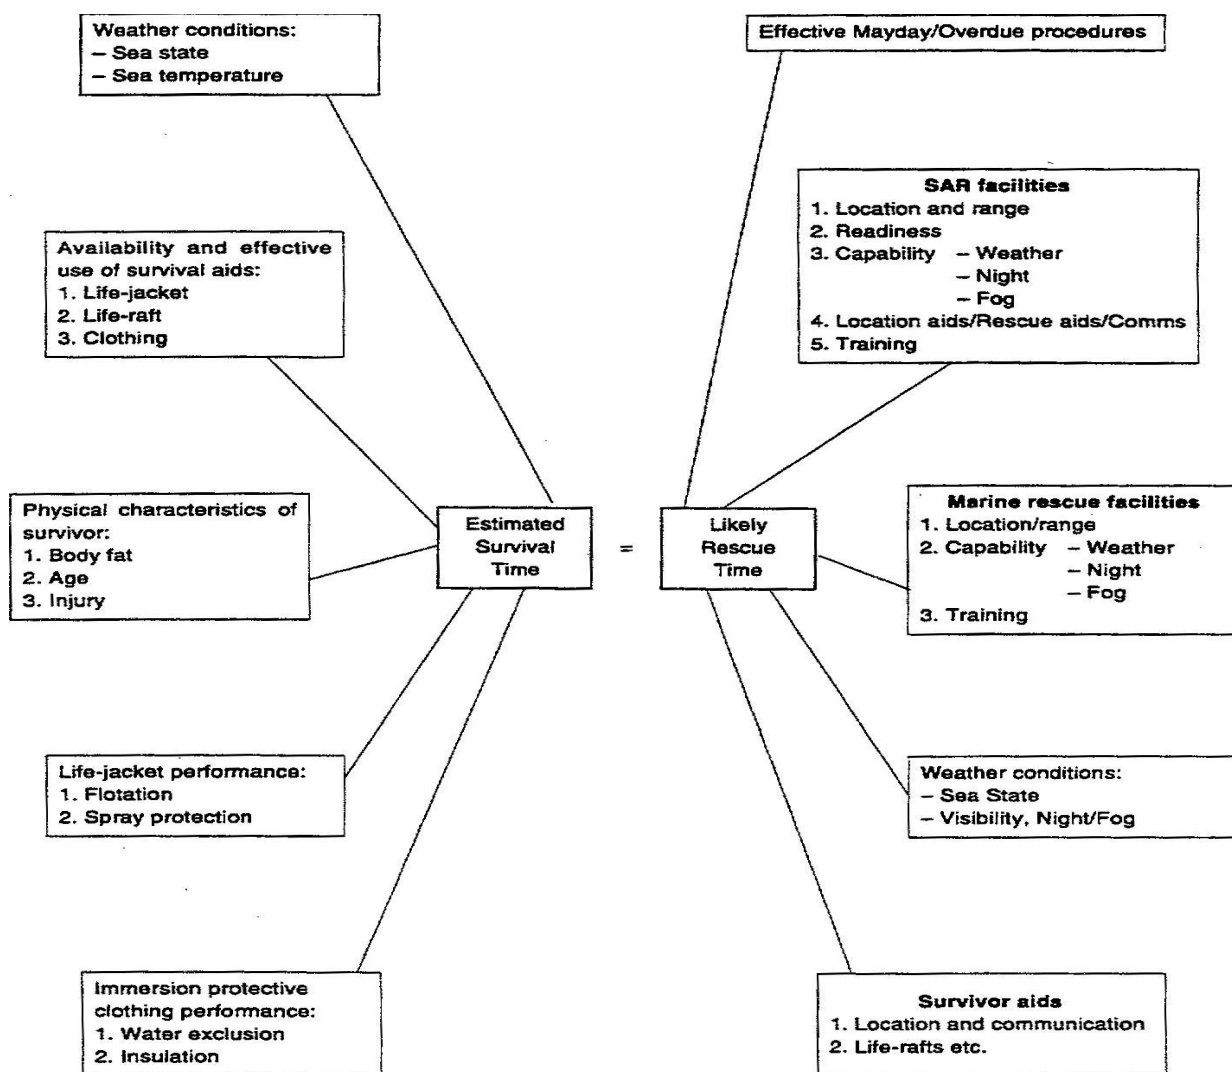 Weather conditions:
– Sea state
– Sea temperature
Effective Mayday/Overdue procedures
SAR facilities
1. Location and range
2. Readiness
3. Capability – Weather
– Night
– Fog
4. Location aids/Rescue aids/Comms
5. Training
Availability and effective
use of survival aids:
1. Life-jacket
2. Life-raft
3. Clothing
Physical characteristics of
survivor:
1. Body fat
2. Age
3. Injury
Estimated
Survival
Time
=
Likely
Rescue
Time
Marine rescue facilities
1. Location/range
2. Capability – Weather
– Night
– Fog
3. Training
Life-jacket performance:
1. Flotation
2. Spray protection
Weather conditions:
– Sea State
– Visibility, Night/Fog
Immersion protective
clothing performance:
1. Water exclusion
2. Insulation
Survivor aids
1. Location and communication
2. Life-rafts etc.